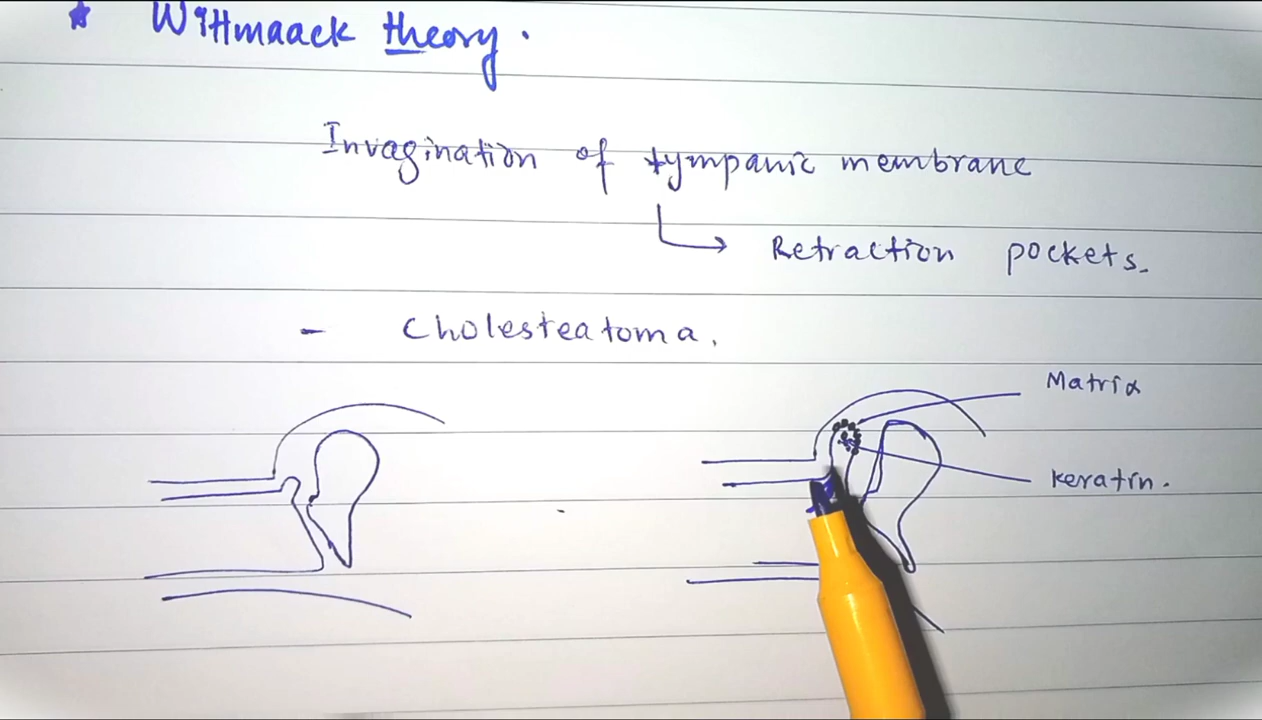 ★ Wittmaack theory.
Invagination of tympanic membrane
↳ Retraction pockets.
- Cholesteatoma.
Matrix
keratin.